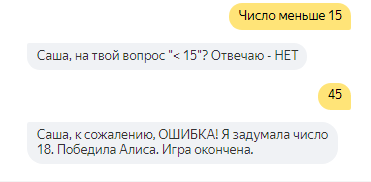 Число меньше 15
Саша, на твой вопрос "< 15"? Отвечаю - НЕТ
45
Саша, к сожалению, ОШИБКА! Я задумала число
18. Победила Алиса. Игра окончена.